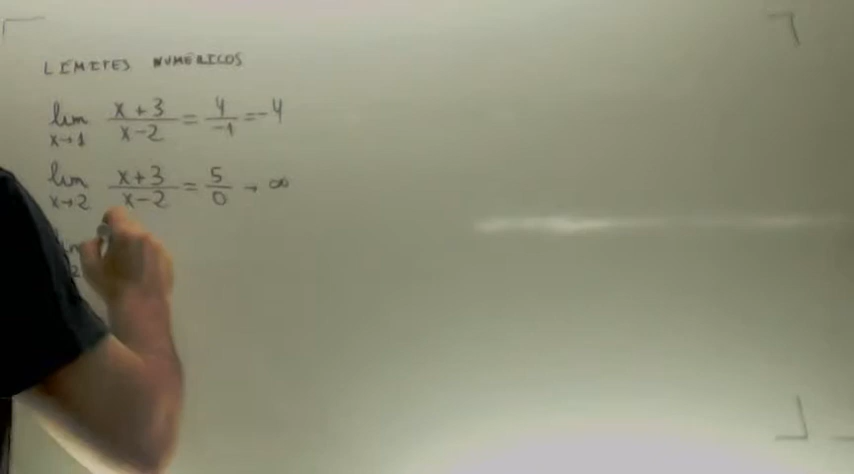 LÍMITES NUMÉRICOS
lim x→1 x+3/x-2 = 4/-1 = -4
lim x→2 x+3/x-2 = 5/0 → ∞